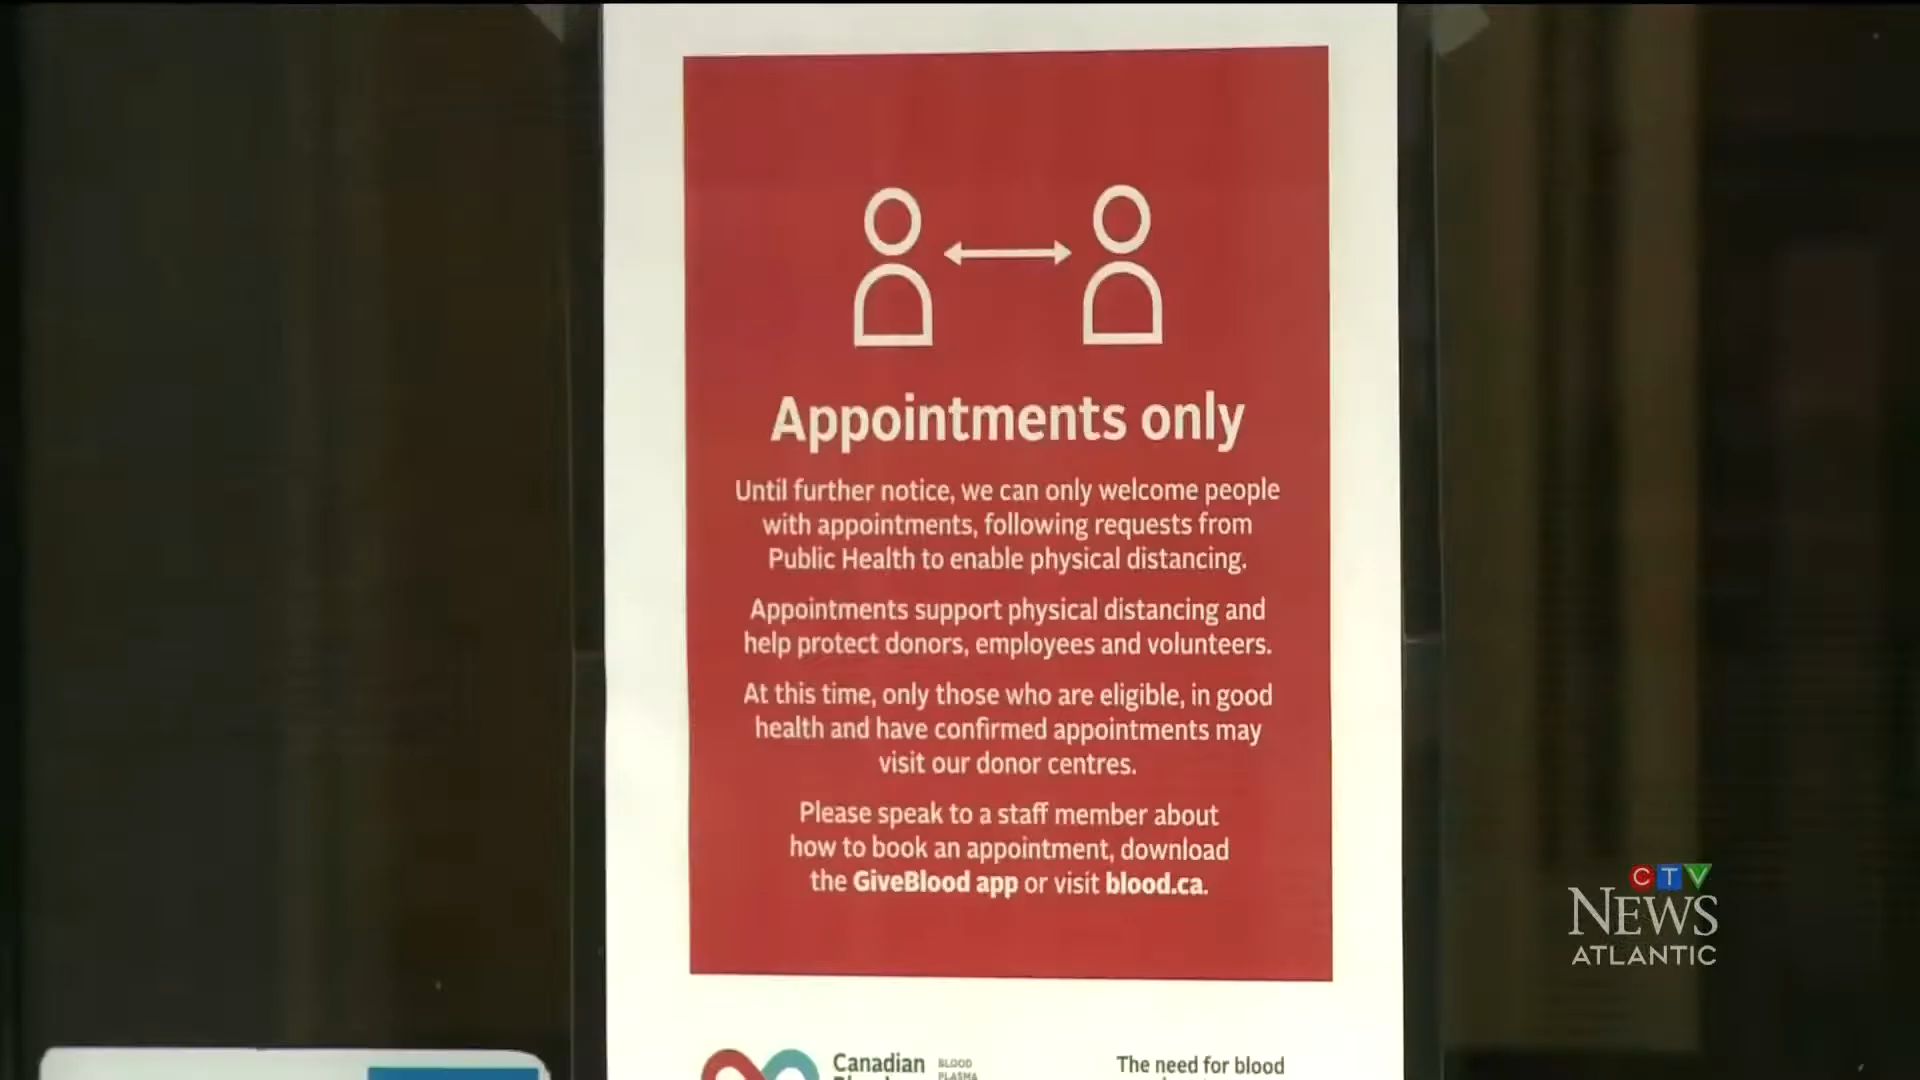 Appointments only
Until further notice, we can only welcome people
with appointments, following requests from
Public Health to enable physical distancing.
Appointments support physical distancing and
help protect donors, employees and volunteers.
At this time, only those who are eligible, in good
health and have confirmed appointments may
visit our donor centres.
Please speak to a staff member about
how to book an appointment, download
the GiveBlood app or visit blood.ca.
CTV
NEWS
ATLANTIC
Canadian
BLOOD
PLASMA
The need for blood